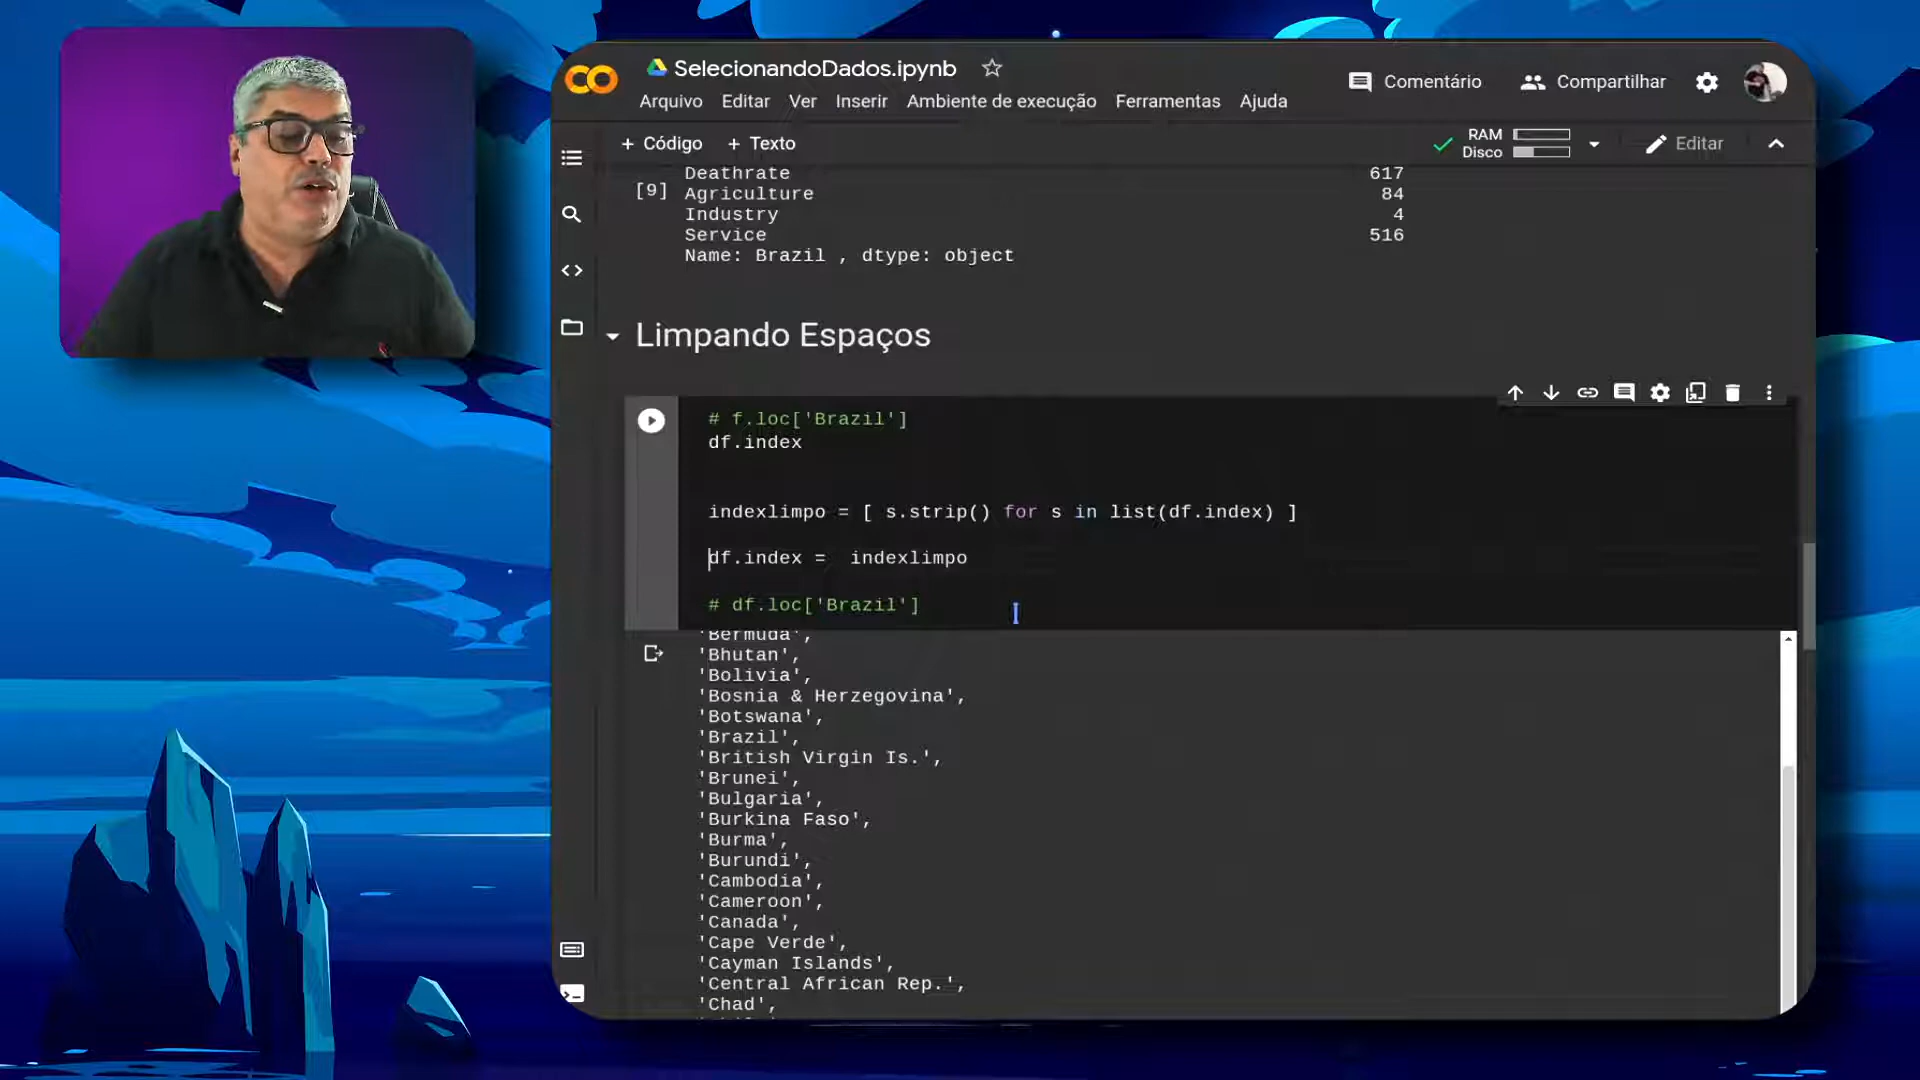 SelecionandoDados.ipynb
Comentário
Compartilhar
Arquivo Editar Ver Inserir Ambiente de execução Ferramentas Ajuda
+ Código + Texto
RAM
Disco
Editar
Deathrate 617
[9] Agriculture 84
Industry 4
Service 516
Name: Brazil , dtype: object
Limpando Espaços
# f.loc['Brazil']
df.index
indexlimpo = [ s.strip() for s in list(df.index) ]
df.index =  indexlimpo
# df.loc['Brazil']
'Bermuda',
'Bhutan',
'Bolivia',
'Bosnia & Herzegovina',
'Botswana',
'Brazil',
'British Virgin Is.',
'Brunei',
'Bulgaria',
'Burkina Faso',
'Burma',
'Burundi',
'Cambodia',
'Cameroon',
'Canada',
'Cape Verde',
'Cayman Islands',
'Central African Rep.',
'Chad',